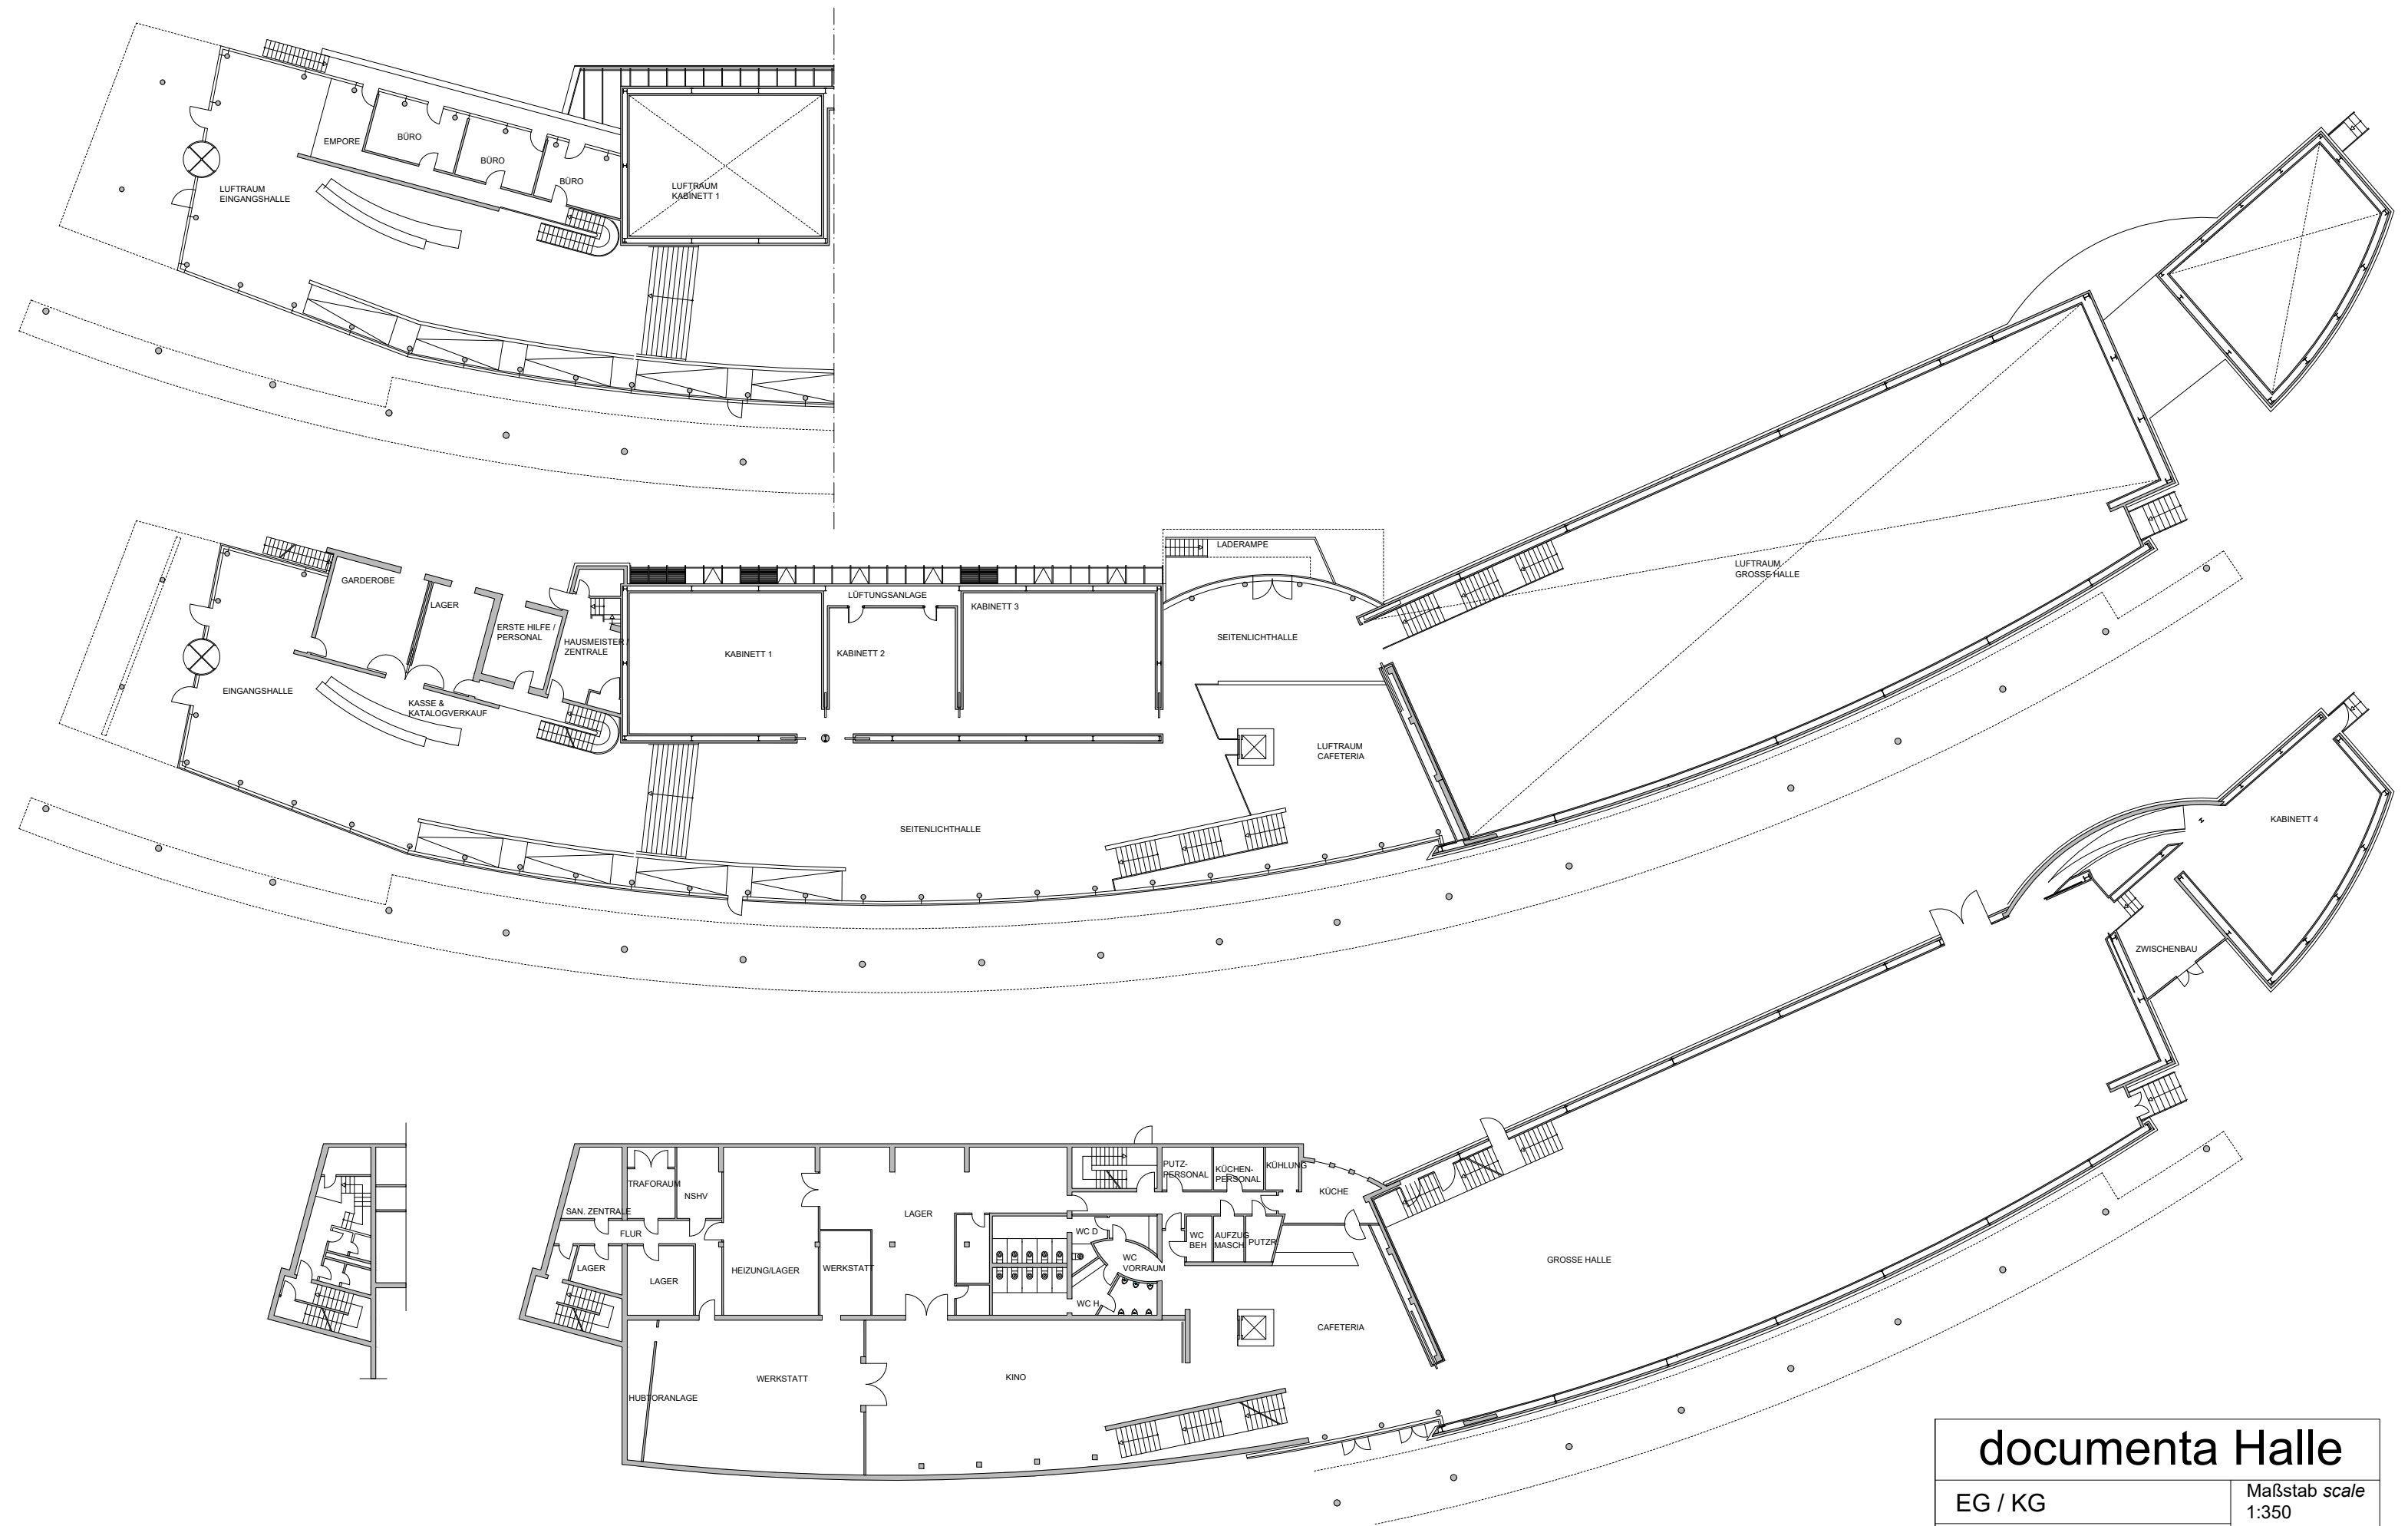 EMPORE
BÜRO
BÜRO
BÜRO
LUFTRAUM
EINGANGSHALLE
LUFTRAUM
KABINETT 1
GARDEROBE
LAGER
ERSTE HILFE /
PERSONAL
HAUSMEISTER /
ZENTRALE
EINGANGSHALLE
KASSE &
KATALOGVERKAUF
LÜFTUNGSANLAGE
KABINETT 1
KABINETT 2
KABINETT 3
LADERAMPE
SEITENLICHTHALLE
LUFTRAUM
CAFETERIA
SEITENLICHTHALLE
LUFTRAUM
GROSSE HALLE
KABINETT 4
ZWISCHENBAU
TRAFORAUM
NSHV
SAN. ZENTRALE
FLUR
LAGER
LAGER
HEIZUNG/LAGER
WERKSTATT
LAGER
WC D
WC
VORRAUM
WC H
PUTZ-
PERSONAL
KÜCHEN-
PERSONAL
KÜHLUNG
KÜCHE
WC
BEH
AUFZUG
MASCH
PUTZR
HUBTORANLAGE
WERKSTATT
KINO
CAFETERIA
GROSSE HALLE
documenta Halle
EG / KG
Maßstab scale
1:350